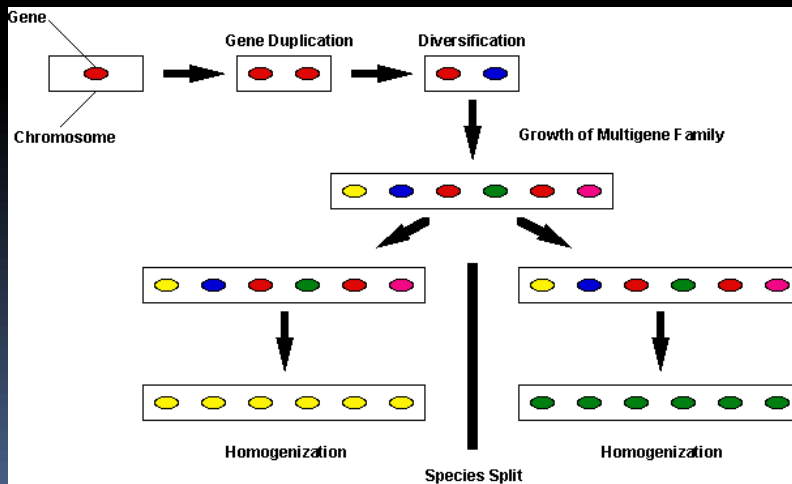 Gene
Gene Duplication
Diversification
Chromosome
Growth of Multigene Family
Homogenization
Homogenization
Species Split